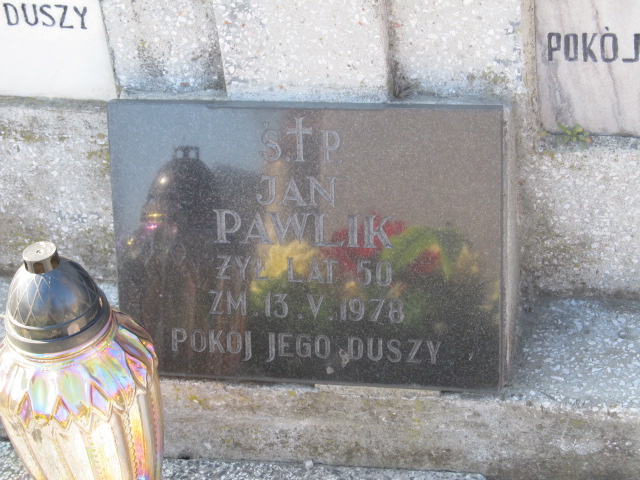 DUSZY
POKÓJ
Ś.†P.
JAN
PAWLIK
ŻYŁ LAT 50
ZM.13.V.1978
POKÓJ JEGO DUSZY